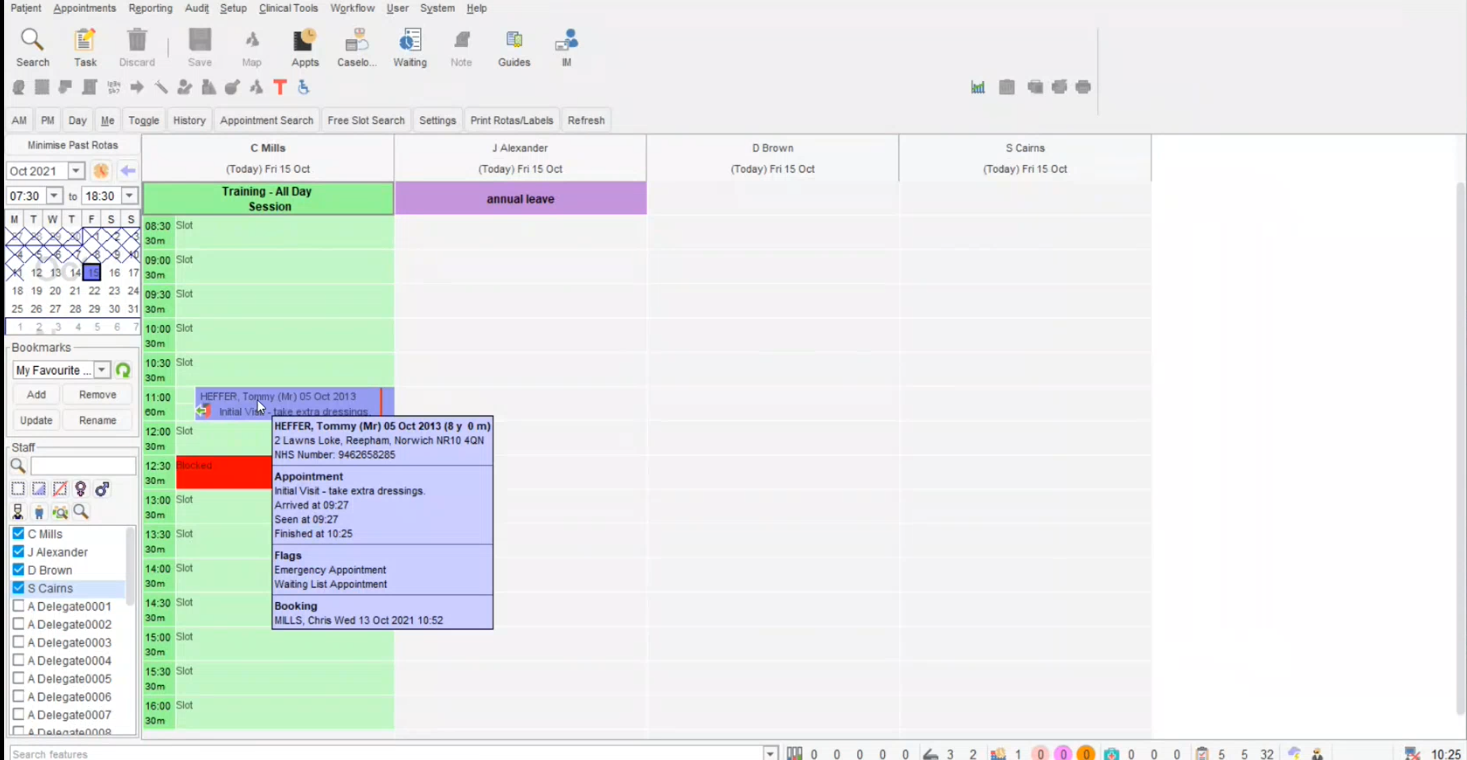 Patient Appointments Reporting Audit Setup Clinical Tools Workflow User System Help
Search Task Discard Save Map Appts Caselo... Waiting Note Guides IM
AM PM Day Me Toggle History Appointment Search Free Slot Search Settings Print Rotas/Labels Refresh
Minimise Past Rotas
Oct 2021
07:30 to 18:30
M T W T F S S
11 12 13 14 15 16 17
18 19 20 21 22 23 24
25 26 27 28 29 30 31
1 2 3 4 5 6 7
Bookmarks
My Favourite ...
Add Remove
Update Rename
Staff
C Mills
J Alexander
D Brown
S Cairns
A Delegate0001
A Delegate0002
A Delegate0003
A Delegate0004
A Delegate0005
A Delegate0006
A Delegate0007
A Delegate0008
C Mills J Alexander D Brown S Cairns
(Today) Fri 15 Oct (Today) Fri 15 Oct (Today) Fri 15 Oct (Today) Fri 15 Oct
Training - All Day
Session
annual leave
08:30 Slot
30m
09:00 Slot
30m
09:30 Slot
30m
10:00 Slot
30m
10:30 Slot
30m
11:00 HEFFER, Tommy (Mr) 05 Oct 2013
60m Initial Visit - take extra dressings.
12:00 Slot
30m
12:30 Blocked
30m
13:00 Slot
30m
13:30 Slot
30m
14:00 Slot
30m
14:30 Slot
30m
15:00 Slot
30m
15:30 Slot
30m
16:00 Slot
30m
HEFFER, Tommy (Mr) 05 Oct 2013 (8 y 0 m)
2 Lawns Loke, Reepham, Norwich NR10 4QN
NHS Number: 9462658285
Appointment
Initial Visit - take extra dressings.
Arrived at 09:27
Seen at 09:27
Finished at 10:25
Flags
Emergency Appointment
Waiting List Appointment
Booking
MILLS, Chris Wed 13 Oct 2021 10:52
Search features
0 0 0 0 0 3 2 1 0 0 0 0 0 0 5 5 32 10:25